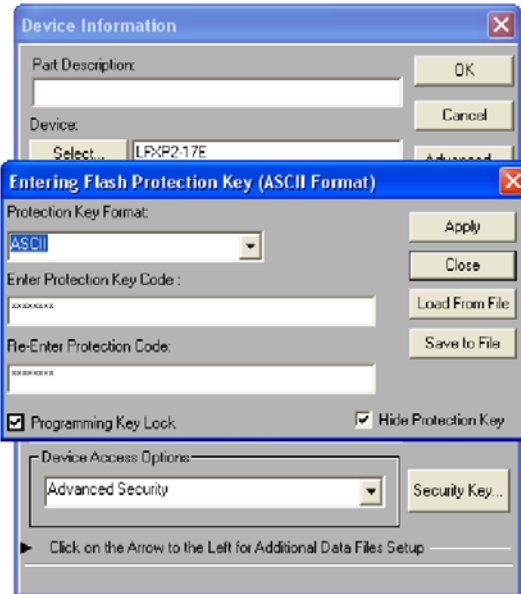 Device Information
Part Description:
OK
Cancel
Device:
Select...
LFXP2-17E
Advanced...
Entering Flash Protection Key (ASCII Format)
Protection Key Format:
ASCII
Apply
Close
Enter Protection Key Code :
xxxxxxxx
Load From File
Re-Enter Protection Code:
Save to File
xxxxxxxx
Programming Key Lock
Hide Protection Key
Device Access Options
Advanced Security
Security Key...
Click on the Arrow to the Left for Additional Data Files Setup